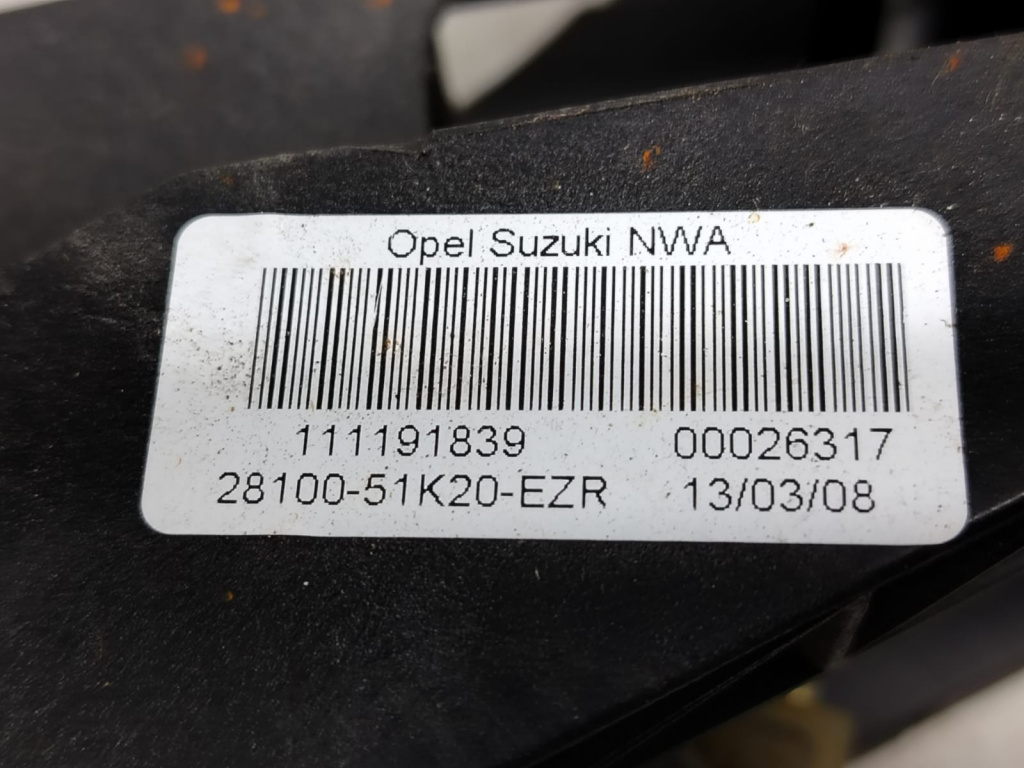 Opel Suzuki NWA
111191839 00026317
28100-51K20-EZR 13/03/08